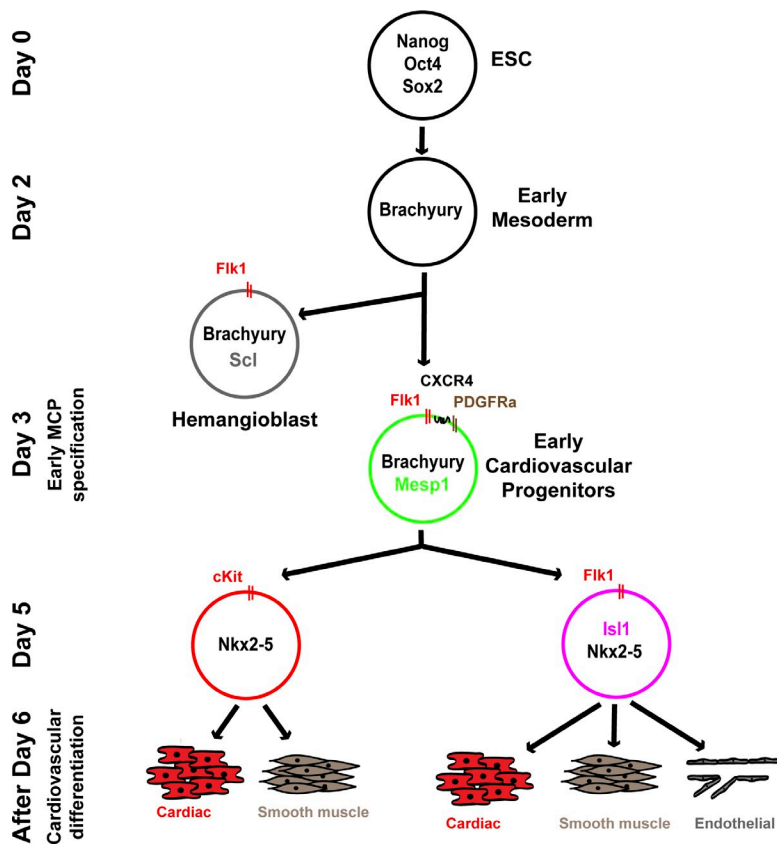 Day 0
Nanog
Oct4
Sox2
ESC
Day 2
Brachyury
Early
Mesoderm
Flk1
Brachyury
Scl
Hemangioblast
Day 3
Early MCP
specification
CXCR4
Flk1
PDGFRa
Brachyury
Mesp1
Early
Cardiovascular
Progenitors
Day 5
cKit
Nkx2-5
Flk1
Isl1
Nkx2-5
After Day 6
Cardiovascular
differentiation
Cardiac
Smooth muscle
Cardiac
Smooth muscle
Endothelial